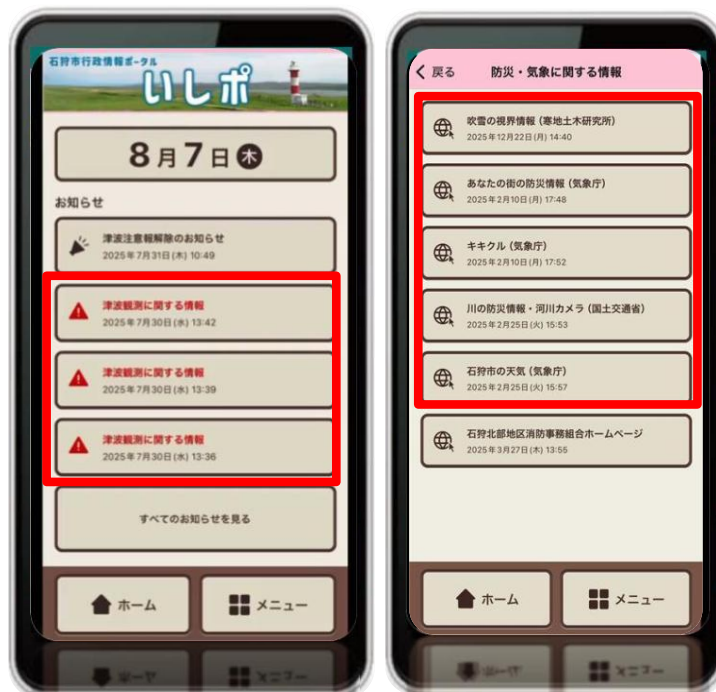 石狩市行政情報ポータル
いしポ
8月7日木
お知らせ
津波注意報解除のお知らせ
2025年7月31日(木) 10:49
津波観測に関する情報
2025年7月30日(水) 13:42
津波観測に関する情報
2025年7月30日(水) 13:39
津波観測に関する情報
2025年7月30日(水) 13:36
すべてのお知らせを見る
ホーム
メニュー
戻る
防災・気象に関する情報
吹雪の視界情報(寒地土木研究所)
2025年12月22日(月) 14:40
あなたの街の防災情報(気象庁)
2025年2月10日(月) 17:48
キキクル(気象庁)
2025年2月10日(月) 17:52
川の防災情報・河川カメラ(国土交通省)
2025年2月25日(火) 15:53
石狩市の天気(気象庁)
2025年2月25日(火) 15:57
石狩北部地区消防事務組合ホームページ
2025年3月27日(木) 13:55
ホーム
メニュー